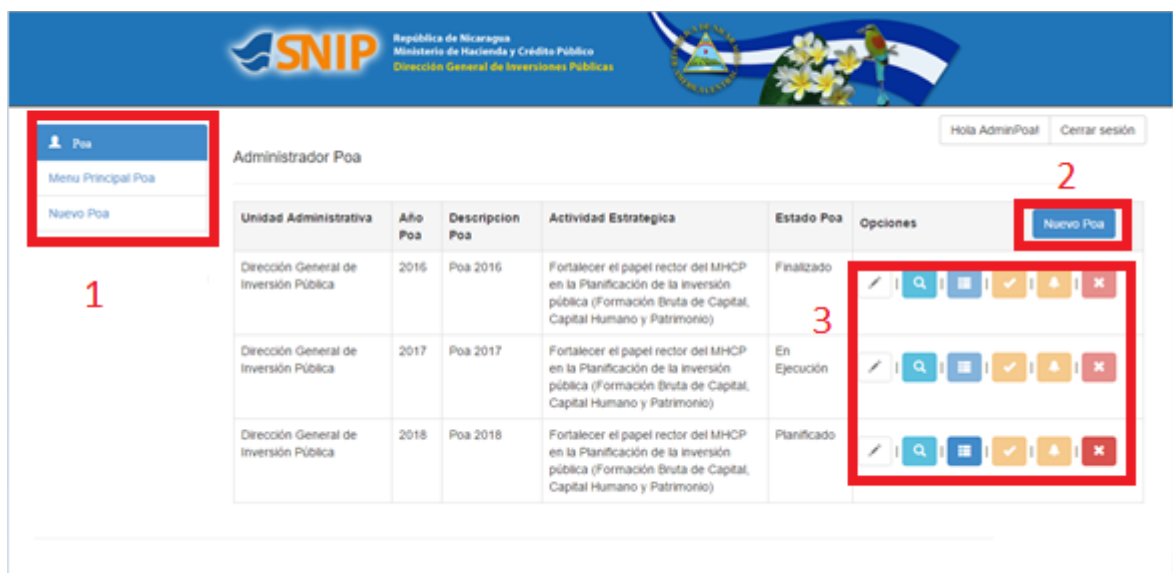 SNIP
República de Nicaragua
Ministerio de Hacienda y Crédito Público
Dirección General de Inversiones Públicas
Hola AdminPoa!
Cerrar sesión
Poa
Menu Principal Poa
Nuevo Poa
1
Administrador Poa
2
Unidad Administrativa
Año
Poa
Descripcion
Poa
Actividad Estrategica
Estado Poa
Opciones
Nuevo Poa
Dirección General de
Inversión Pública
2016
Poa 2016
Fortalecer el papel rector del MHCP
en la Planificación de la inversión
pública (Formación Bruta de Capital,
Capital Humano y Patrimonio)
Finalizado
3
Dirección General de
Inversión Pública
2017
Poa 2017
Fortalecer el papel rector del MHCP
en la Planificación de la inversión
pública (Formación Bruta de Capital,
Capital Humano y Patrimonio)
En
Ejecución
Dirección General de
Inversión Pública
2018
Poa 2018
Fortalecer el papel rector del MHCP
en la Planificación de la inversión
pública (Formación Bruta de Capital,
Capital Humano y Patrimonio)
Planificado